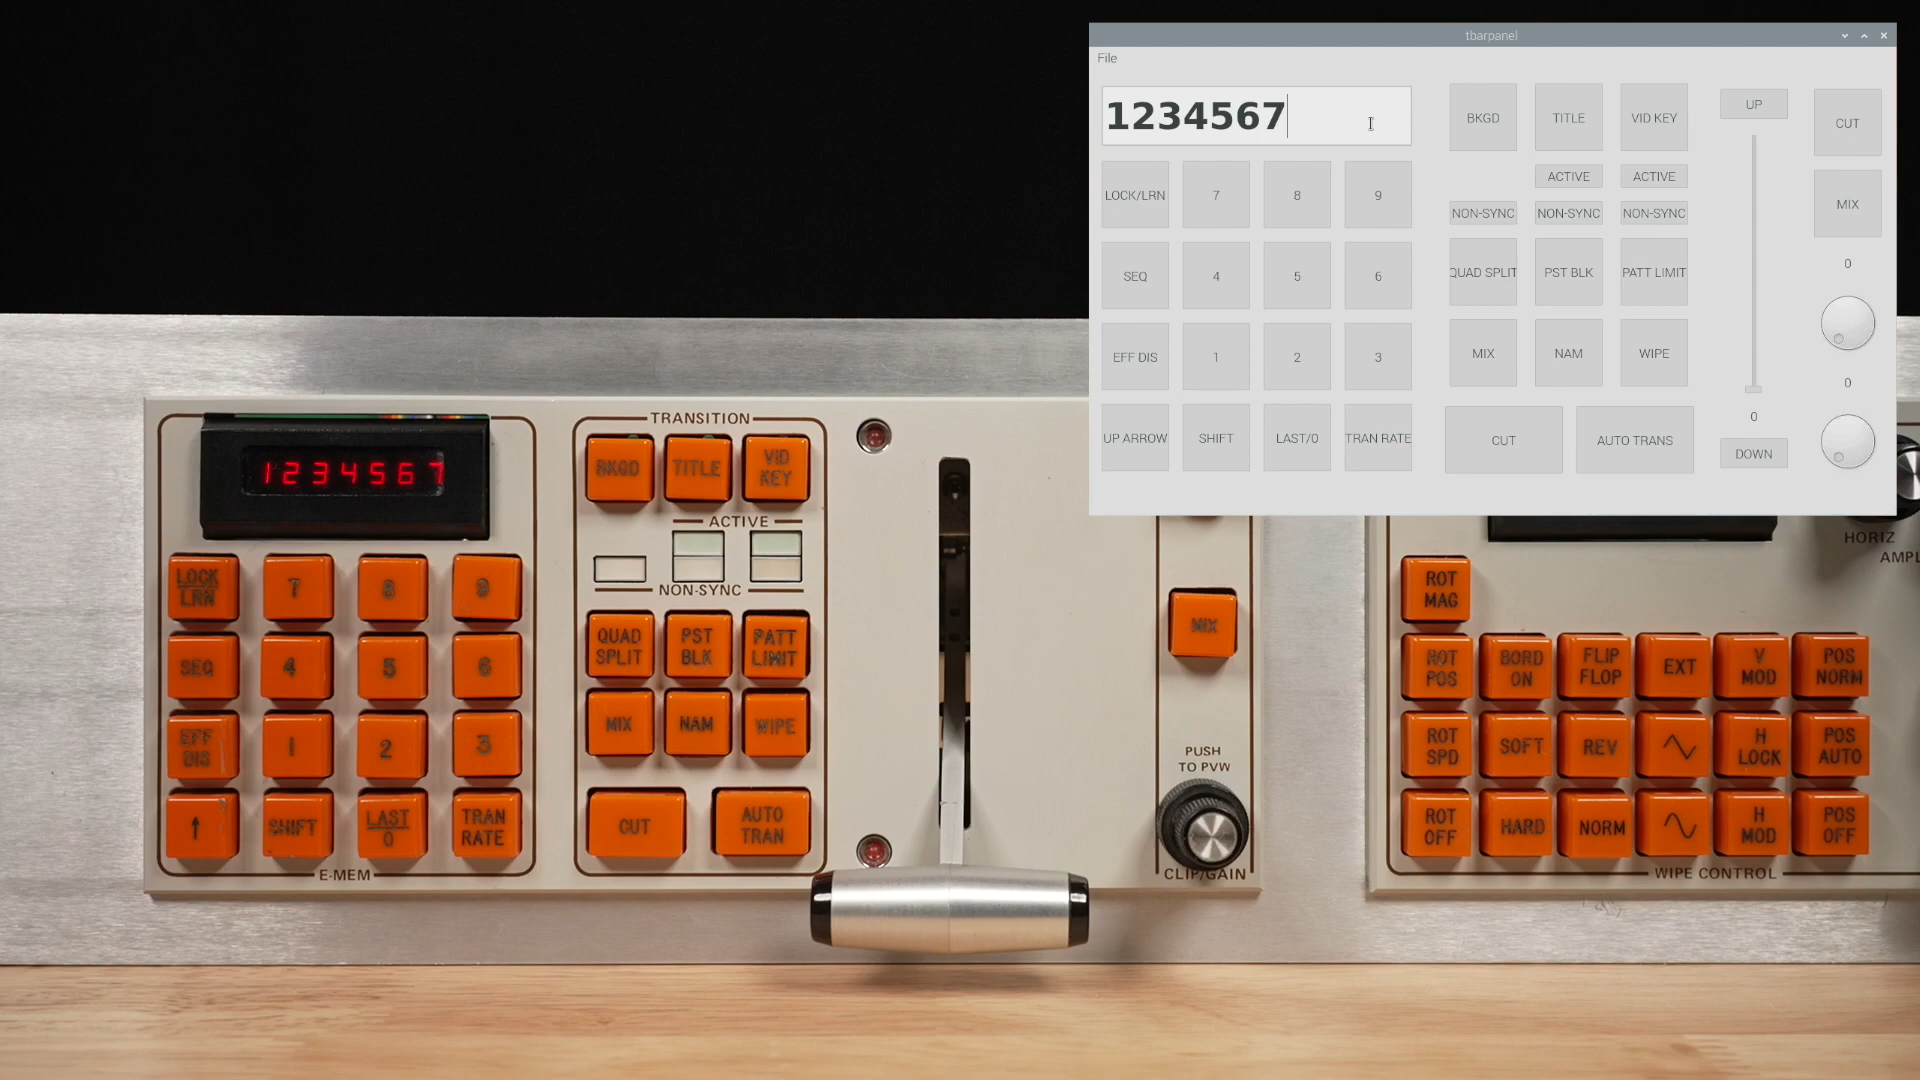 tbarpanel
File
1234567
BKGD TITLE VID KEY UP CUT
ACTIVE ACTIVE
LOCK/LRN 7 8 9
NON-SYNC NON-SYNC NON-SYNC MIX
SEQ 4 5 6
QUAD SPLIT PST BLK PATT LIMIT 0
EFF DIS 1 2 3
MIX NAM WIPE
0
UP ARROW SHIFT LAST/0 TRAN RATE
CUT AUTO TRANS
0
DOWN
1234567
LOCK LRN 7 8 9
SEQ 4 5 6
EFF DIS 1 2 3
↑ SHIFT LAST 0 TRAN RATE
E-MEM
TRANSITION
BKGD TITLE VID KEY
ACTIVE
NON-SYNC
QUAD SPLIT PST BLK PATT LIMIT
MIX NAM WIPE
CUT AUTO TRAN
MIX
PUSH
TO PVW
CLIP/GAIN
HORIZ
AMPL
ROT MAG
ROT POS BORD ON FLIP FLOP EXT V MOD POS NORM
ROT SPD SOFT REV H LOCK POS AUTO
ROT OFF HARD NORM H MOD POS OFF
WIPE CONTROL